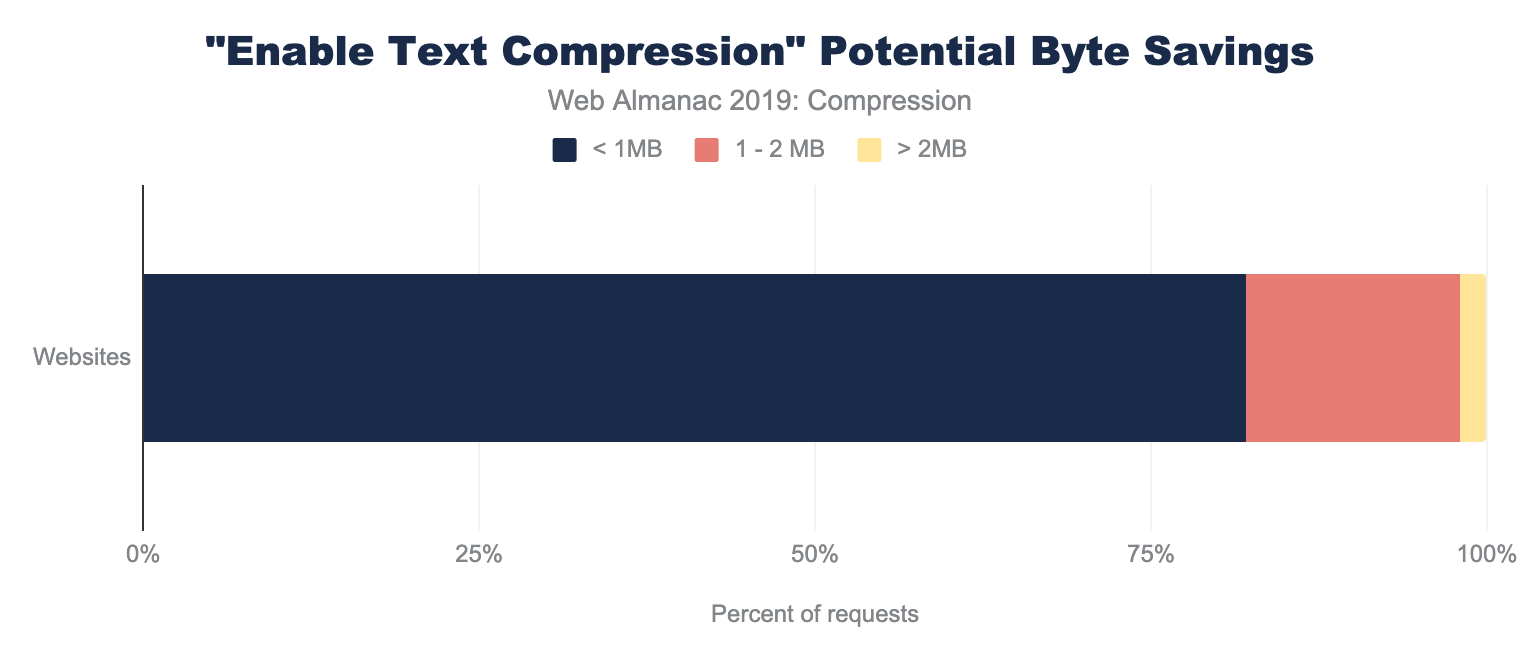 "Enable Text Compression" Potential Byte Savings
Web Almanac 2019: Compression
< 1MB 1 - 2 MB > 2MB
Websites
0% 25% 50% 75% 100%
Percent of requests